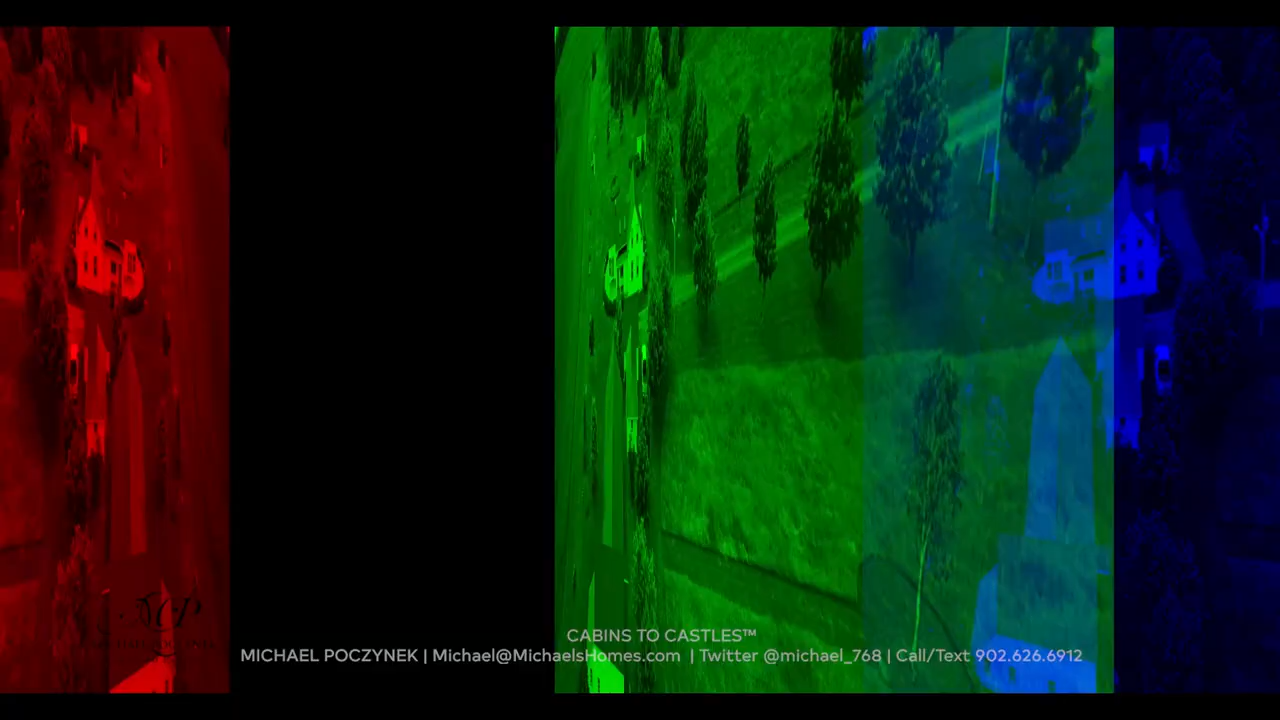 CABINS TO CASTLES™
MICHAEL POCZYNEK | Michael@MichaelsHomes.com | Twitter @michael_768 | Call/Text 902.626.6912